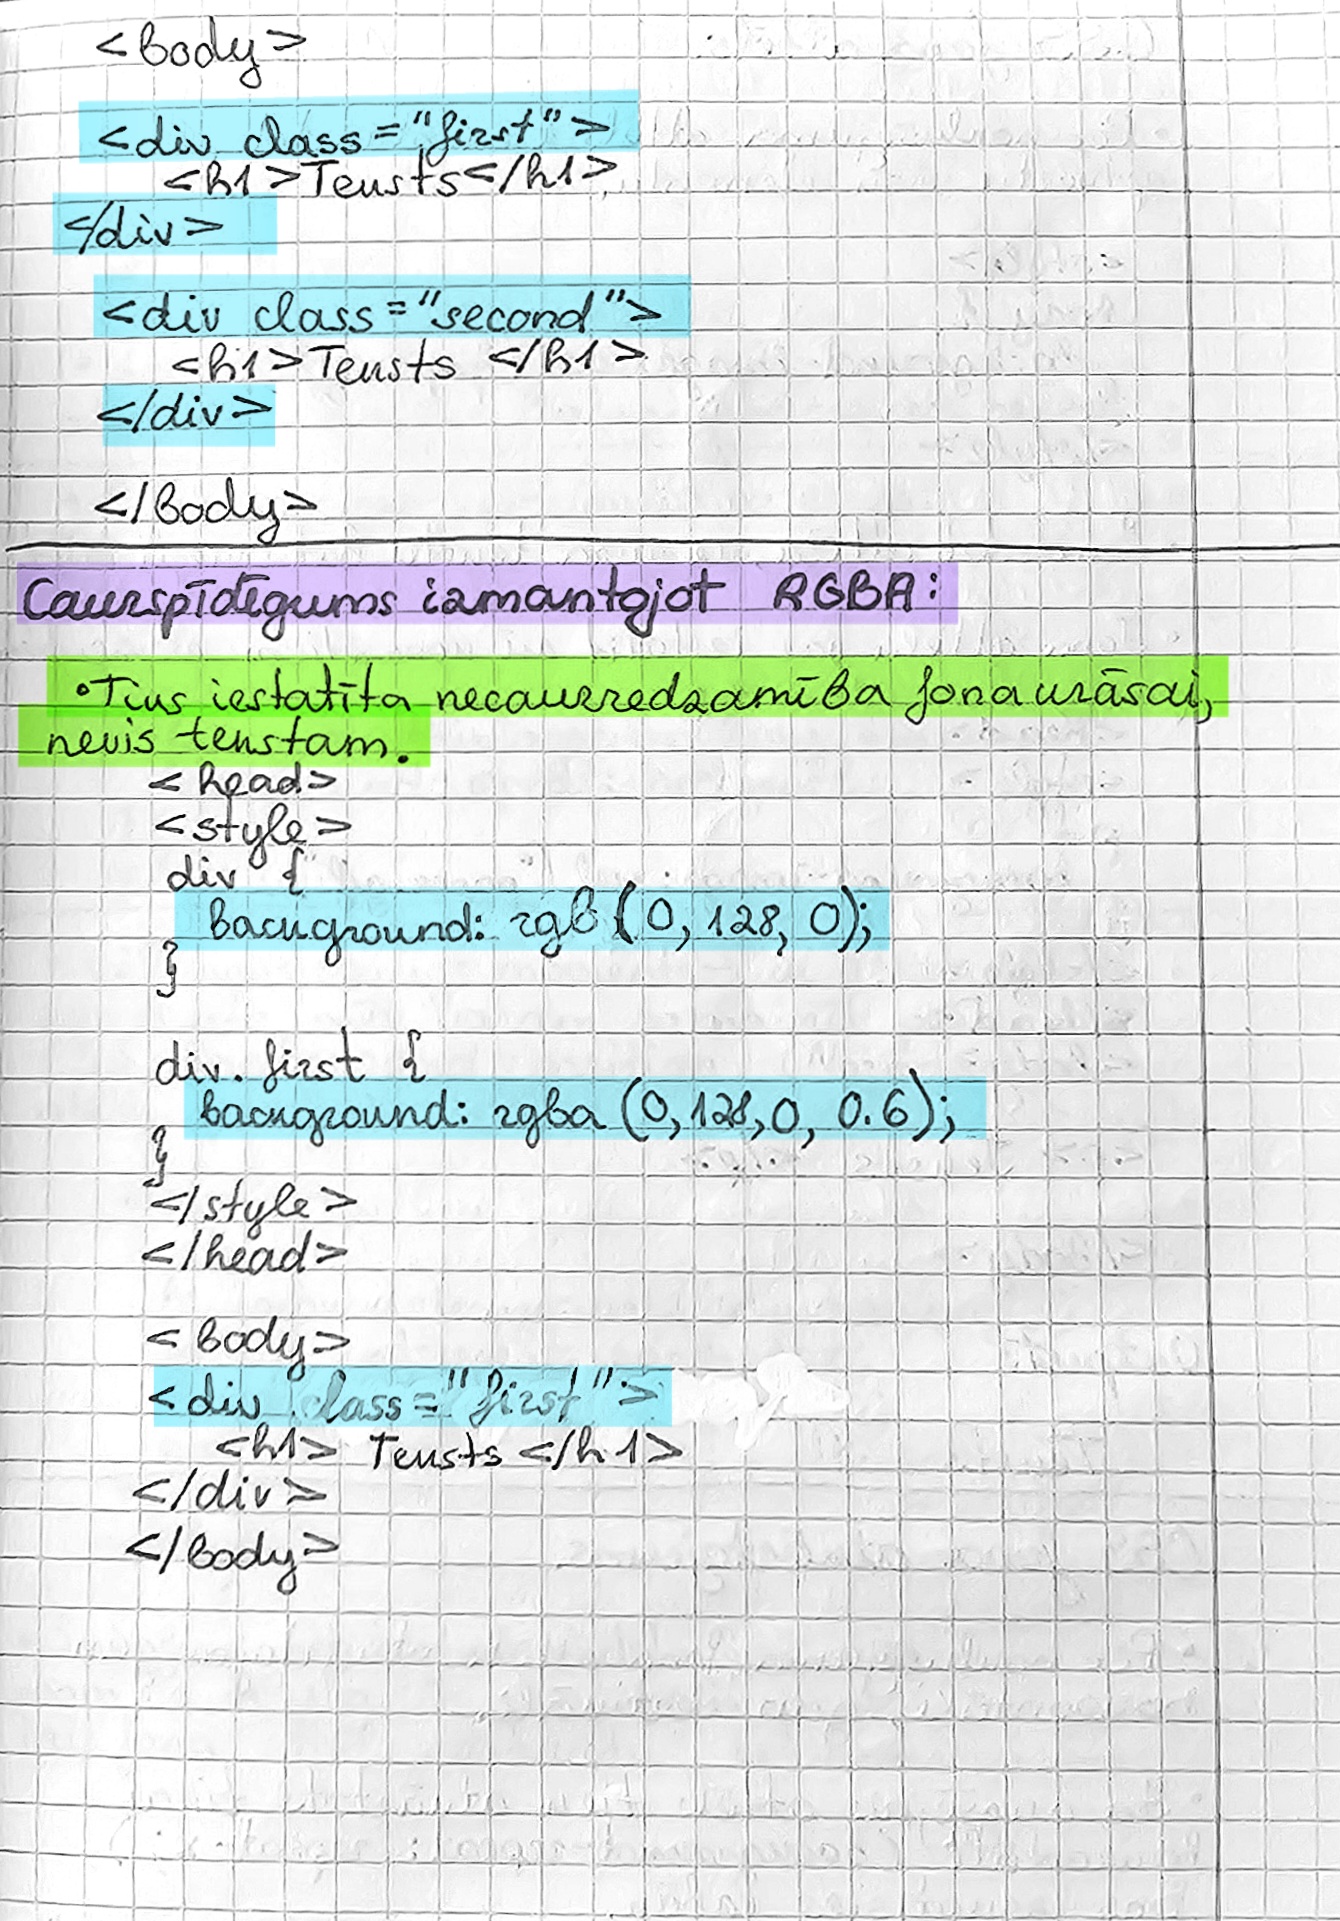 <body>
<div class="first">
<h1>Teksts</h1>
</div>
<div class="second">
<h1>Teksts </h1>
</div>
</body>
Caurspīdīgums izmantojot RGBA:
•Tiks iestatīta necaurredzamība fona krāsai,
nevis tekstam.
<head>
<style>
div {
background: rgb (0, 128, 0);
}
div.first {
background: rgba (0, 128, 0, 0.6);
}
</style>
</head>
<body>
<div class="first">
<h1> Teksts </h1>
</div>
</body>